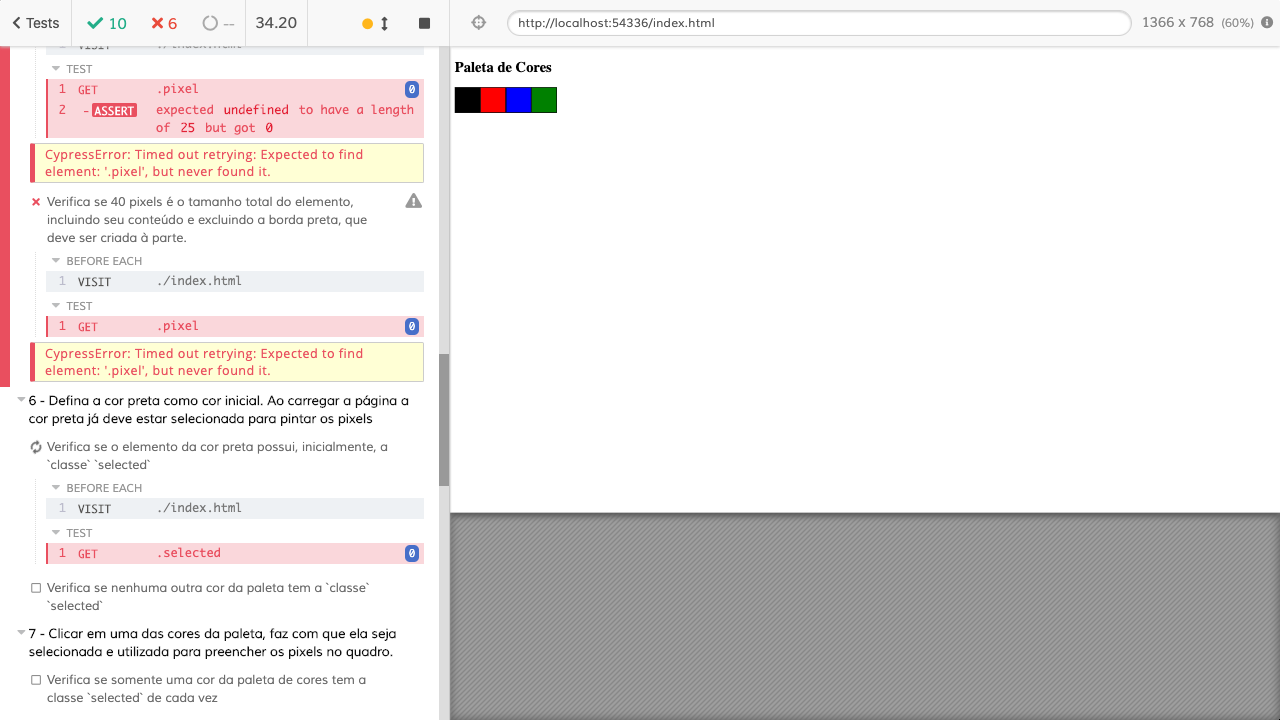 Tests
10
6
--
34.20
http://localhost:54336/index.html
1366 x 768 (60%)
1 VISIT ./index.html
TEST
1 GET .pixel 0
2 -ASSERT expected undefined to have a length
of 25 but got 0
CypressError: Timed out retrying: Expected to find
element: '.pixel', but never found it.
Verifica se 40 pixels é o tamanho total do elemento,
incluindo seu conteúdo e excluindo a borda preta, que
deve ser criada à parte.
BEFORE EACH
1 VISIT ./index.html
TEST
1 GET .pixel 0
CypressError: Timed out retrying: Expected to find
element: '.pixel', but never found it.
6 - Defina a cor preta como cor inicial. Ao carregar a página a
cor preta já deve estar selecionada para pintar os pixels
Verifica se o elemento da cor preta possui, inicialmente, a
`classe` `selected`
BEFORE EACH
1 VISIT ./index.html
TEST
1 GET .selected 0
Verifica se nenhuma outra cor da paleta tem a `classe`
`selected`
7 - Clicar em uma das cores da paleta, faz com que ela seja
selecionada e utilizada para preencher os pixels no quadro.
Verifica se somente uma cor da paleta de cores tem a
classe `selected` de cada vez
Paleta de Cores